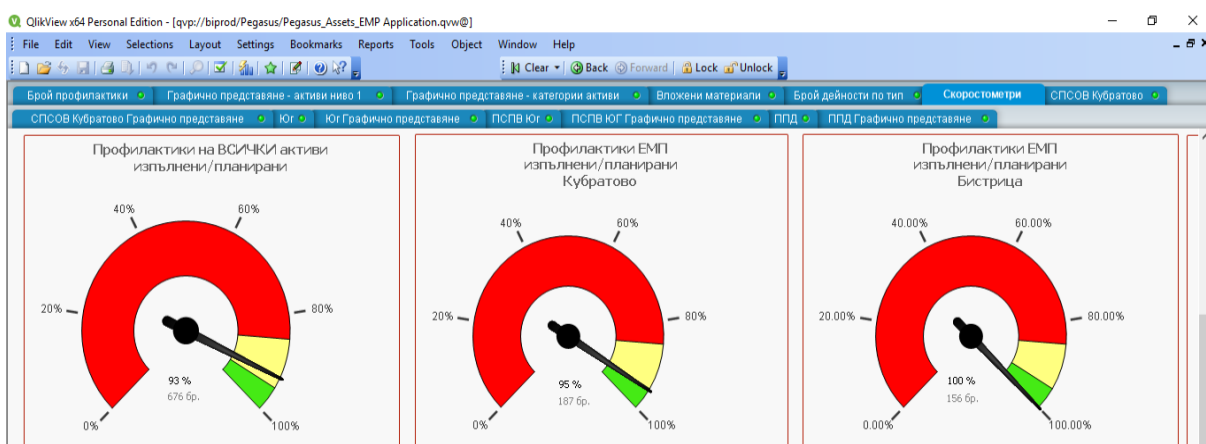 QlikView x64 Personal Edition - [qvp://biprod/Pegasus/Pegasus_Assets_EMP Application.qvw@]
File Edit View Selections Layout Settings Bookmarks Reports Tools Object Window Help
Clear Back Forward Lock Unlock
Брой профилактики Графично представяне - активи ниво 1 Графично представяне - категории активи Вложени материали Брой дейности по тип Скоростометри СПСОВ Кубратово
СПСОВ Кубратово Графично представяне Юг Юг Графично представяне ПСПВ Юг ПСПВ ЮГ Графично представяне ППД ППД Графично представяне
Профилактики на ВСИЧКИ активи
изпълнени/планирани
40% 60%
20% 80%
93 %
676 бр.
0% 100%
Профилактики ЕМП
изпълнени/планирани
Кубратово
40% 60%
20% 80%
95 %
187 бр.
0% 100%
Профилактики ЕМП
изпълнени/планирани
Бистрица
40.00% 60.00%
20.00% 80.00%
100 %
156 бр.
0.00% 100.00%